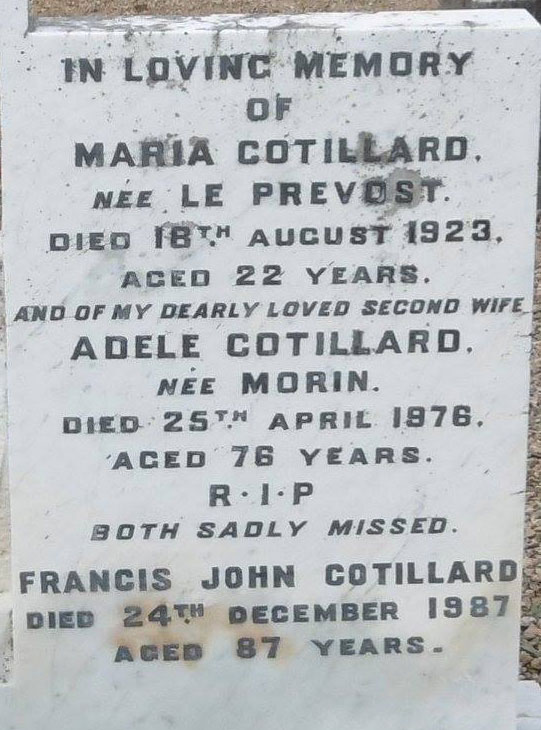 IN LOVING MEMORY
OF
MARIA COTILLARD.
NÉE LE PREVOST.
DIED 18TH AUGUST 1923,
AGED 22 YEARS.
AND OF MY DEARLY LOVED SECOND WIFE
ADELE COTILLARD.
NÉE MORIN.
DIED 25TH APRIL 1976.
AGED 76 YEARS.
R·I·P
BOTH SADLY MISSED.
FRANCIS JOHN COTILLARD
DIED 24TH DECEMBER 1987
AGED 87 YEARS.